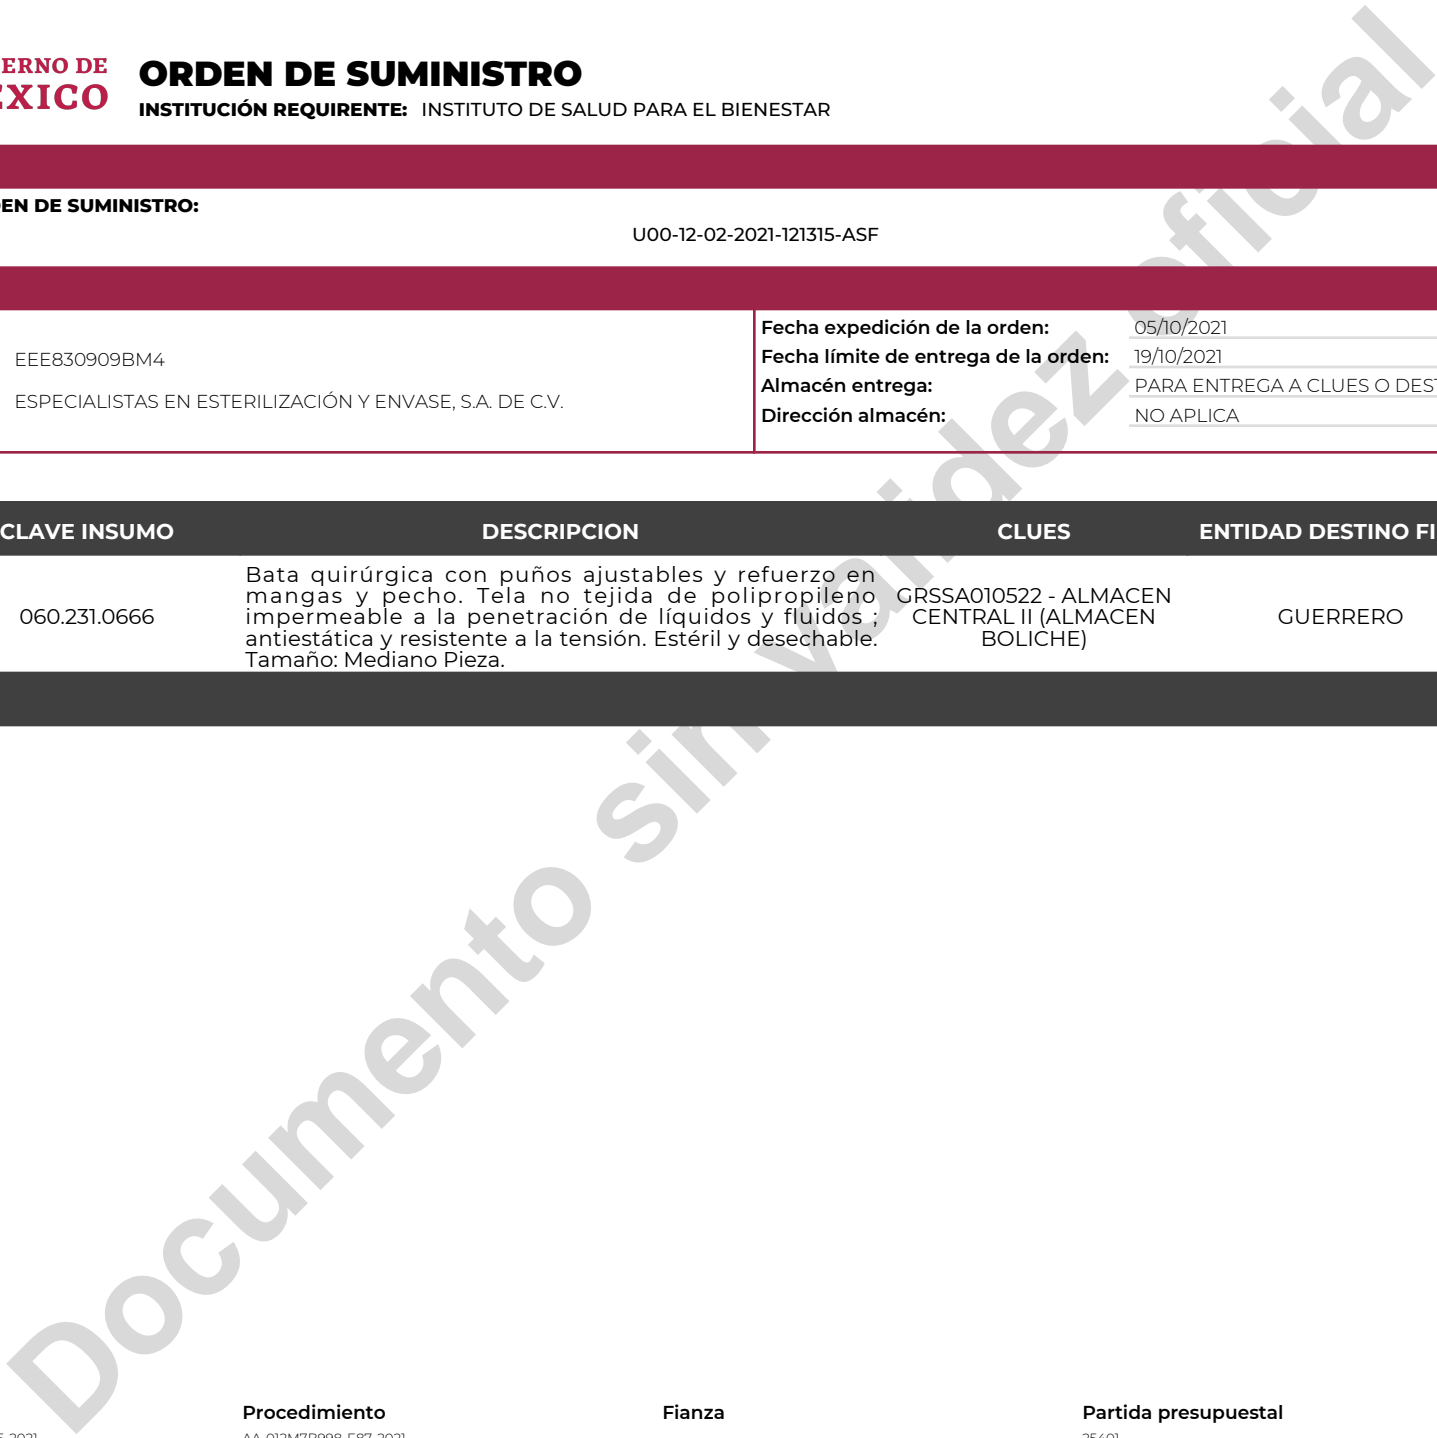 ERNO DE
ORDEN DE SUMINISTRO
INSTITUCIÓN REQUIRENTE: INSTITUTO DE SALUD PARA EL BIENESTAR
DE SUMINISTRO:
U00-12-02-2021-121315-ASF
EEE830909BM4
ESPECIALISTAS EN ESTERILIZACIÓN Y ENVASE, S.A. DE C.V.
Fecha expedición de la orden: 05/10/2021
Fecha límite de entrega de la orden: 19/10/2021
Almacén entrega: PARA ENTREGA A CLUES O DEST
Dirección almacén: NO APLICA
CLAVE INSUMO DESCRIPCION CLUES ENTIDAD DESTINO FI
060.231.0666
Bata quirúrgica con puños ajustables y refuerzo en
mangas y pecho. Tela no tejida de polipropileno
impermeable a la penetración de líquidos y fluidos ;
antiestática y resistente a la tensión. Estéril y desechable.
Tamaño: Mediano Pieza.
GRSSA010522 - ALMACEN
CENTRAL II (ALMACEN
BOLICHE)
GUERRERO
Documento sin validez oficial
Procedimiento Fianza Partida presupuestal